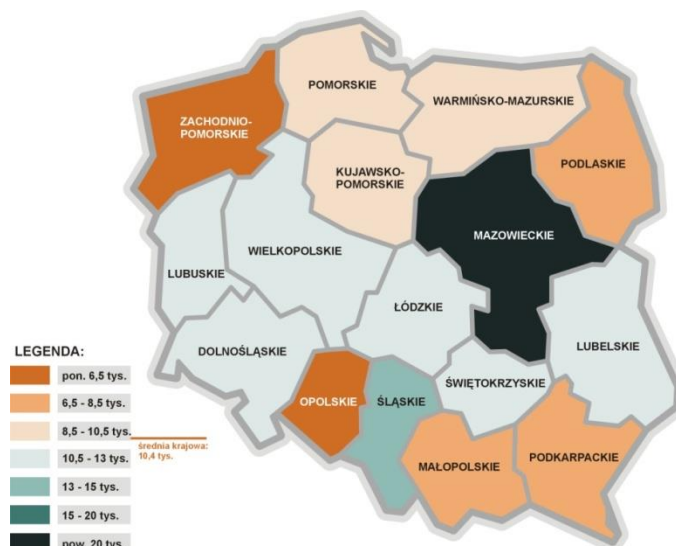 POMORSKIE
WARMIŃSKO-MAZURSKIE
ZACHODNIO-
POMORSKIE
PODLASKIE
KUJAWSKO-
POMORSKIE
MAZOWIECKIE
WIELKOPOLSKIE
LUBUSKIE
ŁÓDZKIE
LUBELSKIE
DOLNOŚLĄSKIE
ŚWIĘTOKRZYSKIE
OPOLSKIE
ŚLĄSKIE
MAŁOPOLSKIE
PODKARPACKIE
LEGENDA:
pon. 6,5 tys.
6,5 - 8,5 tys.
8,5 - 10,5 tys.
średnia krajowa:
10,4 tys.
10,5 - 13 tys.
13 - 15 tys.
15 - 20 tys.
pow. 20 tys.